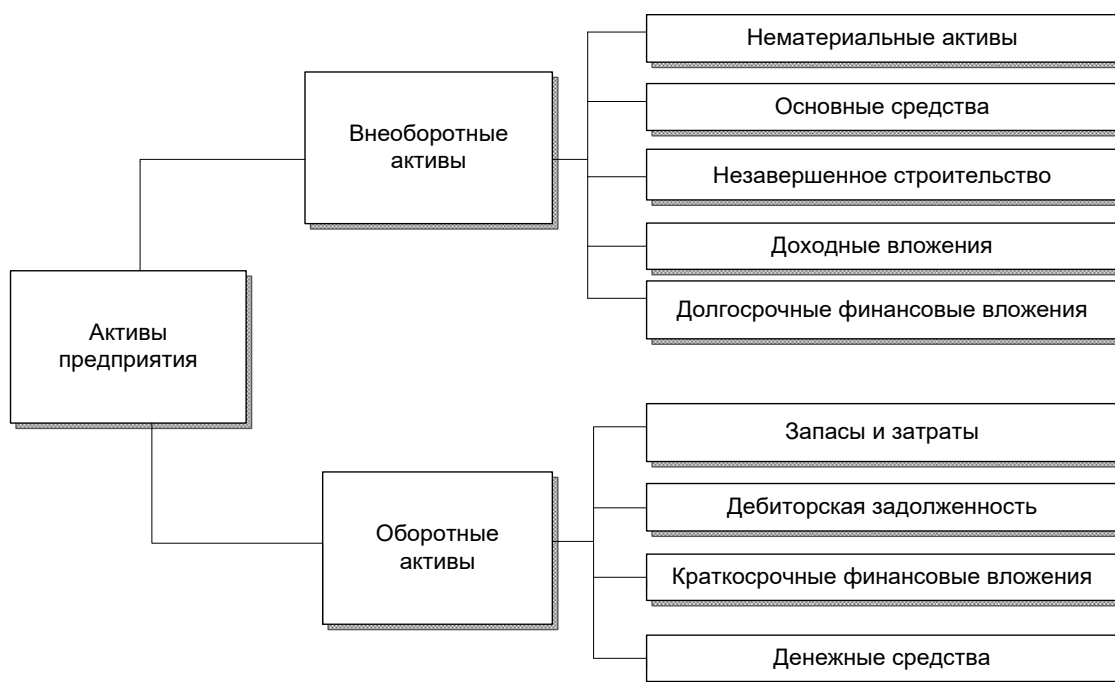 Нематериальные активы
Основные средства
Внеоборотные
активы
Незавершенное строительство
Доходные вложения
Долгосрочные финансовые вложения
Активы
предприятия
Запасы и затраты
Дебиторская задолженность
Оборотные
активы
Краткосрочные финансовые вложения
Денежные средства